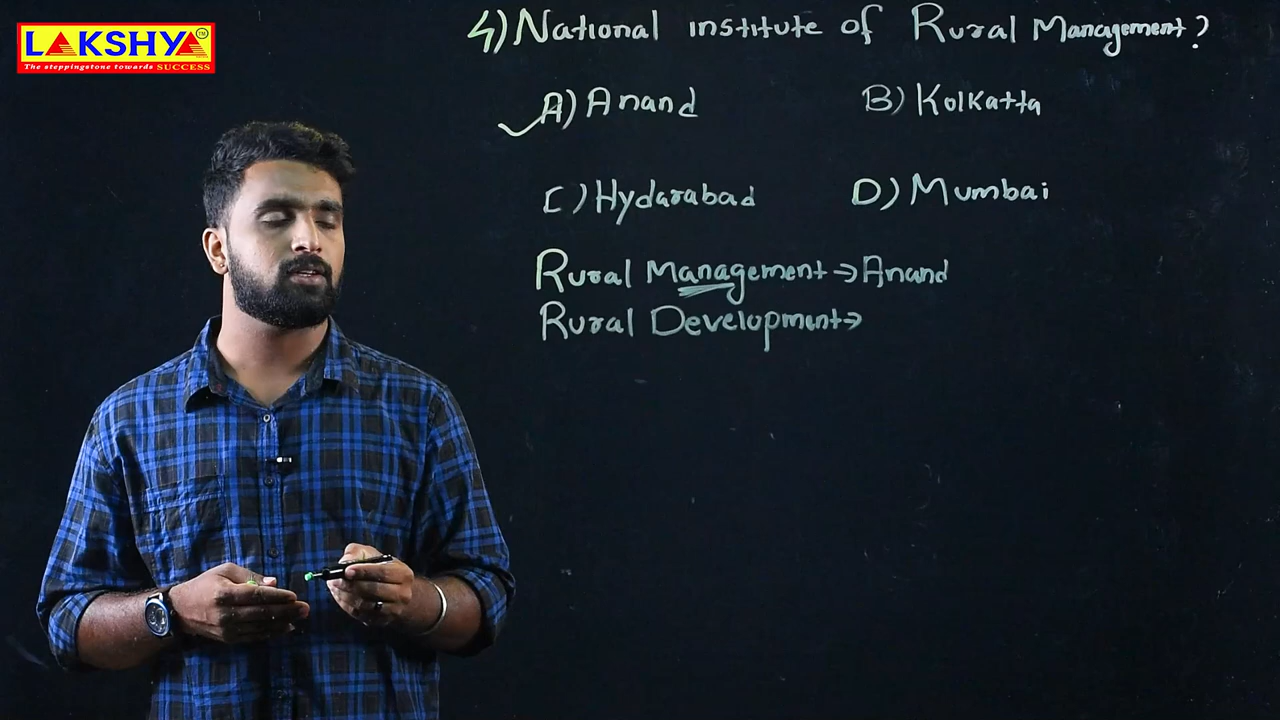 LAKSHYA TM
The steppingstone towards SUCCESS
4) National institute of Rural Management?
A) Anand B) Kolkatta
C) Hydarabad D) Mumbai
Rural Management → Anand
Rural Development →